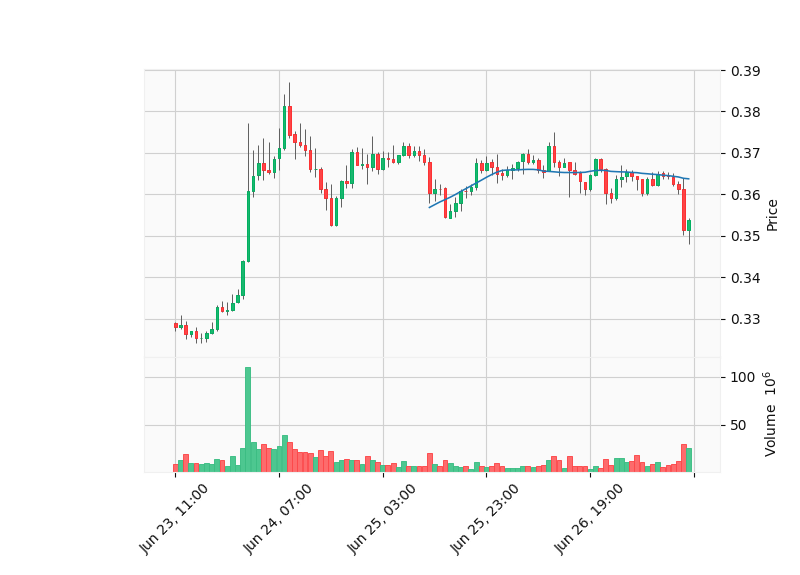 0.39
0.38
0.37
0.36
0.35
0.34
0.33
Price
100
50
Volume 10^6
Jun 23, 11:00
Jun 24, 07:00
Jun 25, 03:00
Jun 25, 23:00
Jun 26, 19:00